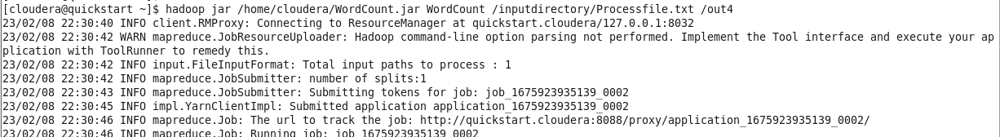 [cloudera@quickstart ~]$ hadoop jar /home/cloudera/WordCount.jar WordCount /inputdirectory/Processfile.txt /out4
23/02/08 22:30:40 INFO client.RMProxy: Connecting to ResourceManager at quickstart.cloudera/127.0.0.1:8032
23/02/08 22:30:42 WARN mapreduce.JobResourceUploader: Hadoop command-line option parsing not performed. Implement the Tool interface and execute your ap
plication with ToolRunner to remedy this.
23/02/08 22:30:42 INFO input.FileInputFormat: Total input paths to process : 1
23/02/08 22:30:42 INFO mapreduce.JobSubmitter: number of splits:1
23/02/08 22:30:43 INFO mapreduce.JobSubmitter: Submitting tokens for job: job_1675923935139_0002
23/02/08 22:30:45 INFO impl.YarnClientImpl: Submitted application application_1675923935139_0002
23/02/08 22:30:46 INFO mapreduce.Job: The url to track the job: http://quickstart.cloudera:8088/proxy/application_1675923935139_0002/
23/02/08 22:30:46 INFO mapreduce.Job: Running job: job_1675923935139_0002